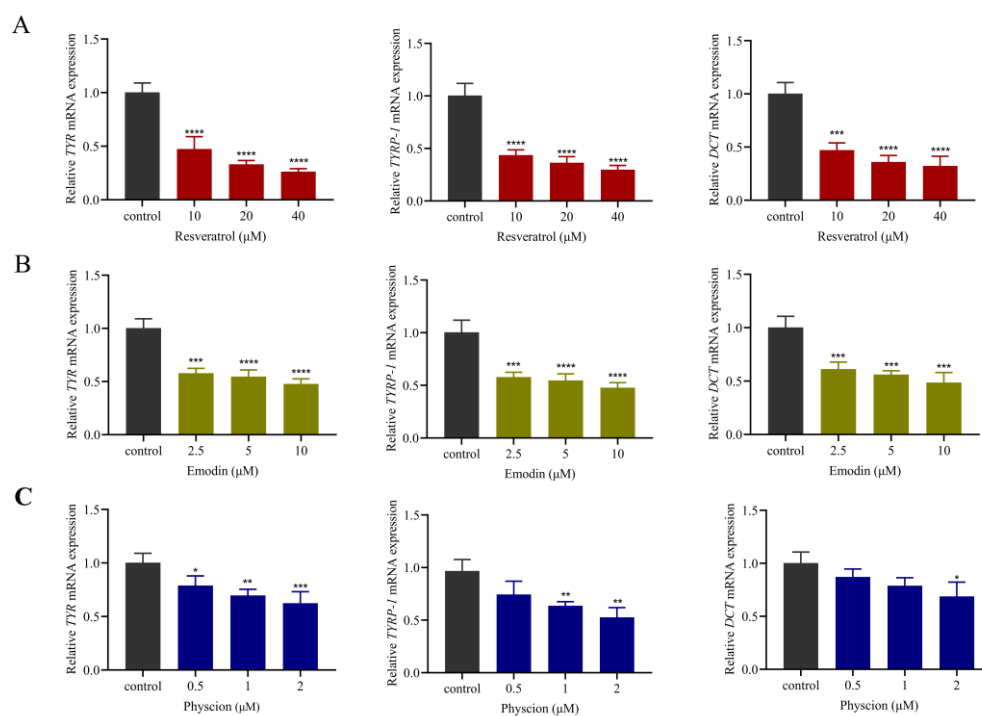 A
Relative TYR mRNA expression
1.5
1.0
0.5
0.0
****
****
****
control 10 20 40
Resveratrol (μM)
Relative TYRP-1 mRNA expression
1.5
1.0
0.5
0.0
****
****
****
control 10 20 40
Resveratrol (μM)
Relative DCT mRNA expression
1.5
1.0
0.5
0.0
***
****
****
control 10 20 40
Resveratrol (μM)
B
Relative TYR mRNA expression
1.5
1.0
0.5
0.0
***
****
****
control 2.5 5 10
Emodin (μM)
Relative TYRP-1 mRNA expression
1.5
1.0
0.5
0.0
***
****
****
control 2.5 5 10
Emodin (μM)
Relative DCT mRNA expression
1.5
1.0
0.5
0.0
***
***
***
control 2.5 5 10
Emodin (μM)
C
Relative TYR mRNA expression
1.5
1.0
0.5
0.0
*
**
***
control 0.5 1 2
Physcion (μM)
Relative TYRP-1 mRNA expression
1.5
1.0
0.5
0.0
**
**
control 0.5 1 2
Physcion (μM)
Relative DCT mRNA expression
1.5
1.0
0.5
0.0
*
control 0.5 1 2
Physcion (μM)